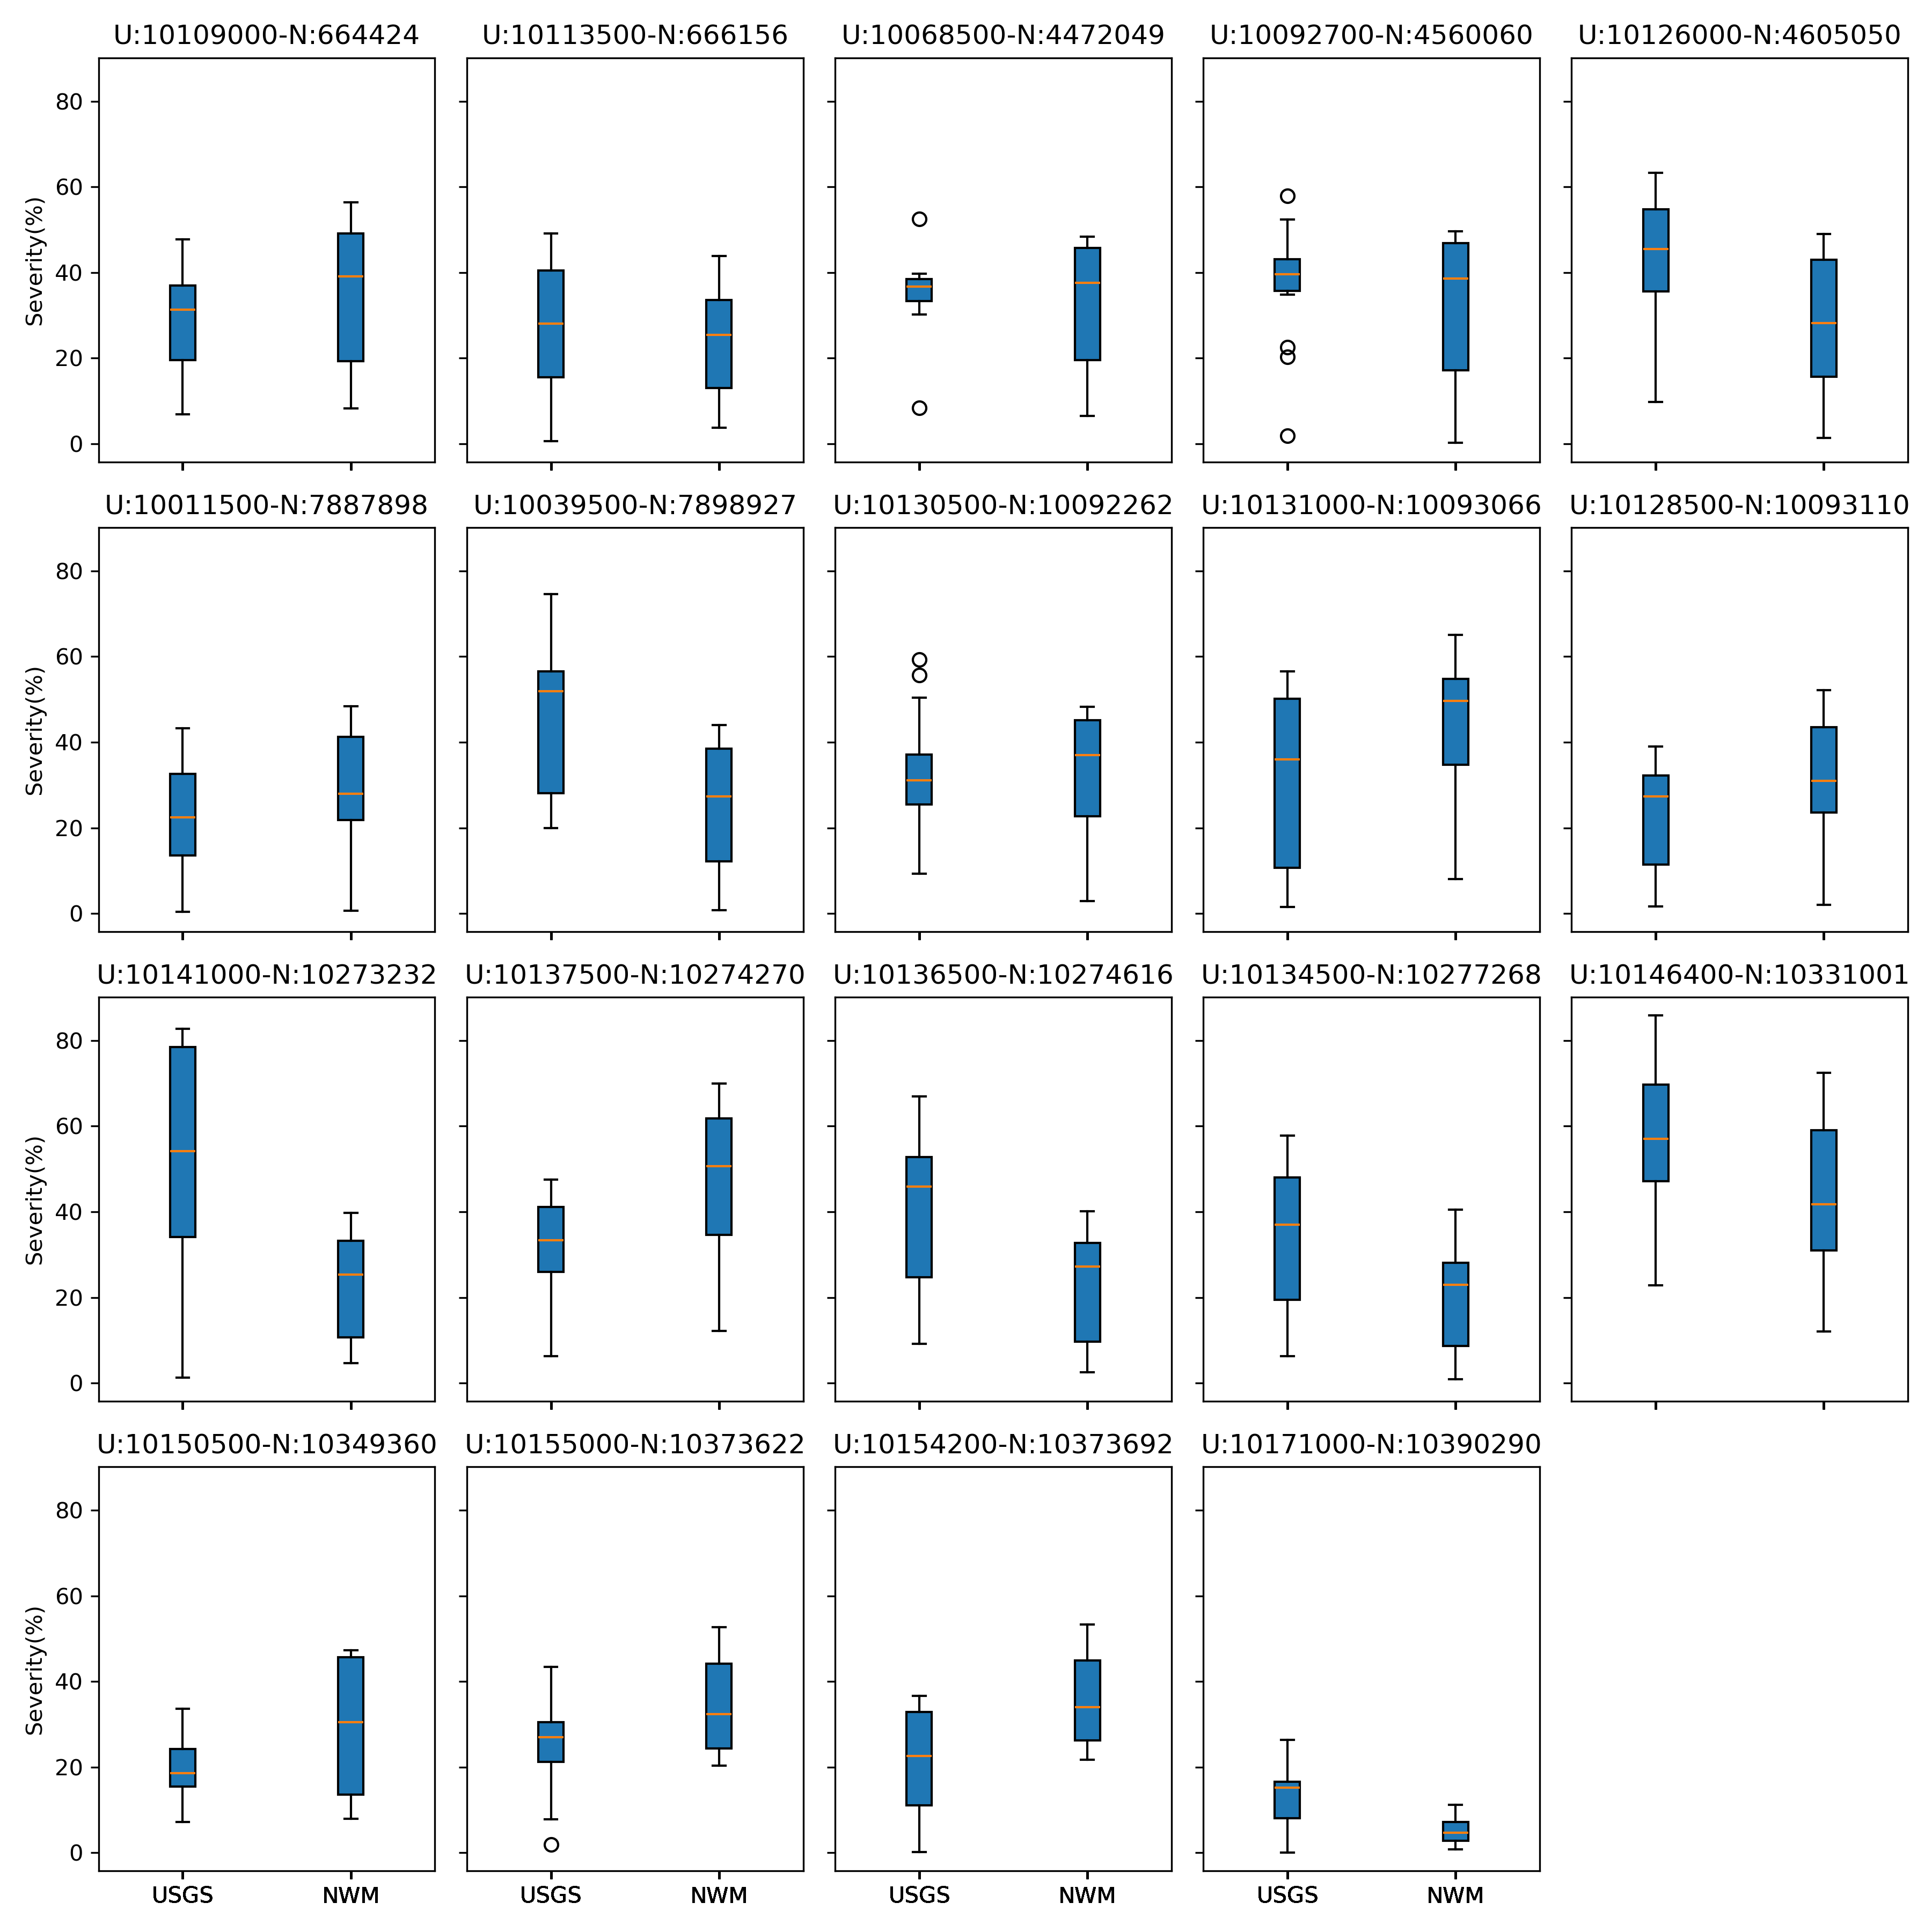 U:10109000-N:664424
U:10113500-N:666156
U:10068500-N:4472049
U:10092700-N:4560060
U:10126000-N:4605050
Severity(%)
80
60
40
20
0
U:10011500-N:7887898
U:10039500-N:7898927
U:10130500-N:10092262
U:10131000-N:10093066
U:10128500-N:10093110
Severity(%)
80
60
40
20
0
U:10141000-N:10273232
U:10137500-N:10274270
U:10136500-N:10274616
U:10134500-N:10277268
U:10146400-N:10331001
Severity(%)
80
60
40
20
0
U:10150500-N:10349360
U:10155000-N:10373622
U:10154200-N:10373692
U:10171000-N:10390290
Severity(%)
80
60
40
20
0
USGS NWM
USGS NWM
USGS NWM
USGS NWM